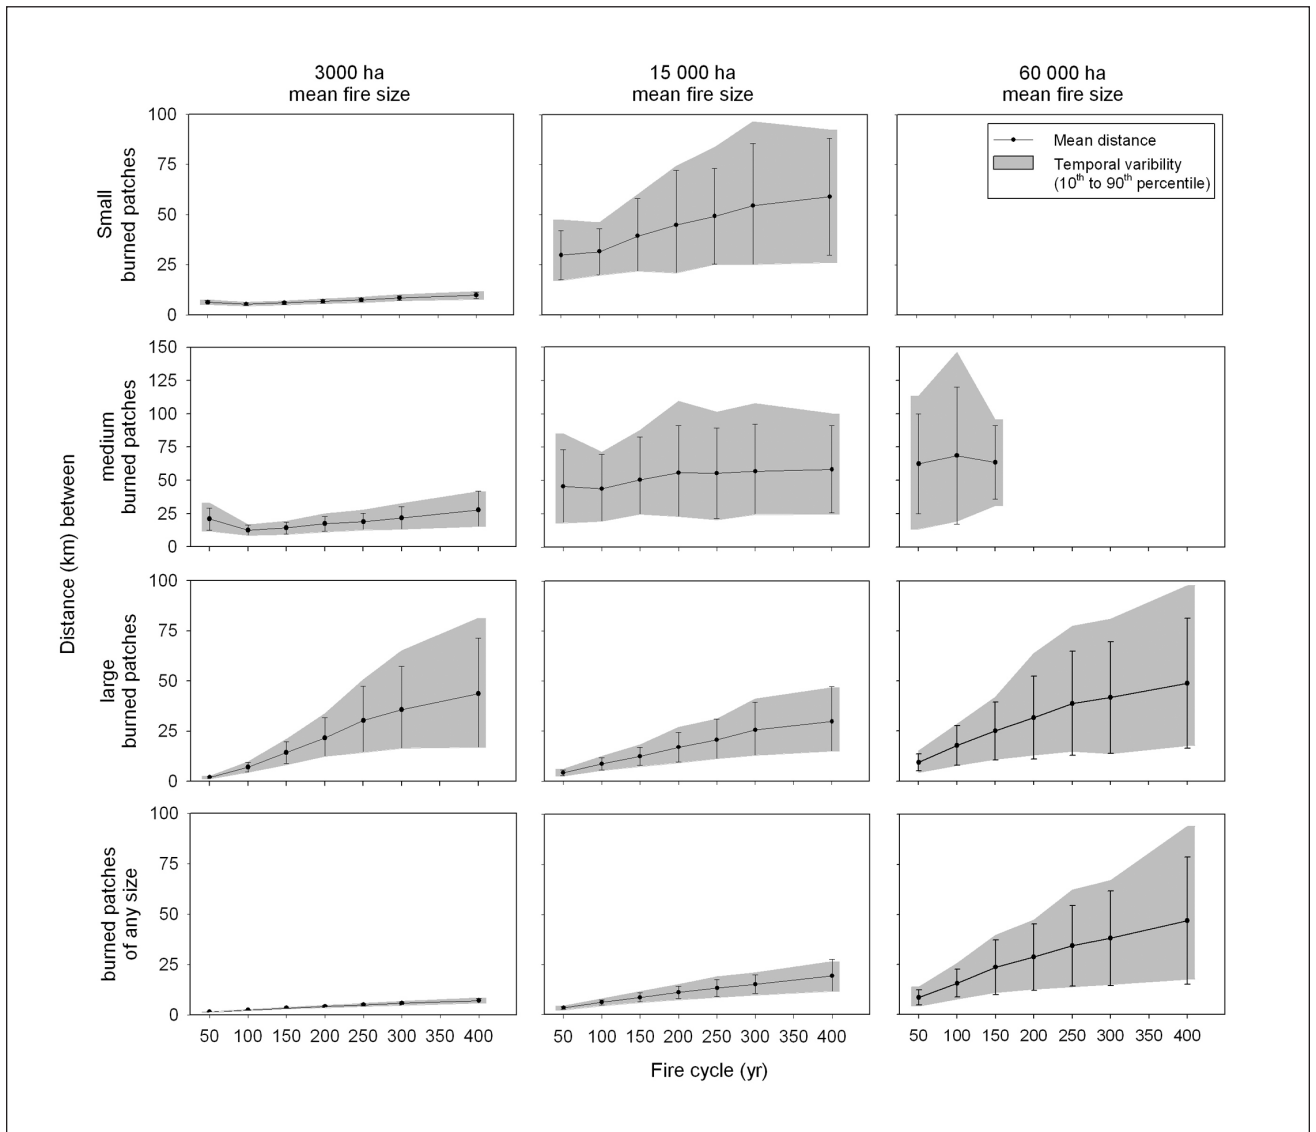 3000 ha
mean fire size
15 000 ha
mean fire size
60 000 ha
mean fire size
Distance (km) between
Small
burned patches
100
75
50
25
0
Mean distance
Temporal varibility
(10th to 90th percentile)
medium
burned patches
150
125
100
75
50
25
0
large
burned patches
100
75
50
25
0
burned patches
of any size
100
75
50
25
0
50 100 150 200 250 300 350 400
50 100 150 200 250 300 350 400
50 100 150 200 250 300 350 400
Fire cycle (yr)